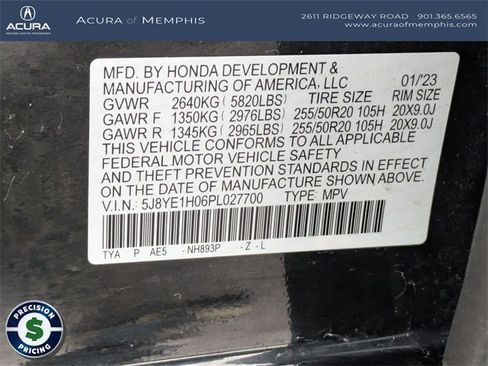 ACURA
ACURA OF MEMPHIS
2611 RIDGEWAY ROAD 901.365.6565
www.acuraofmemphis.com
MFD. BY HONDA DEVELOPMENT &
MANUFACTURING OF AMERICA, LLC 01/23
GVWR 2640KG (5820LBS) TIRE SIZE RIM SIZE
GAWR F 1350KG (2976LBS) 255/50R20 105H 20X9.0J
GAWR R 1345KG (2965LBS) 255/50R20 105H 20X9.0J
THIS VEHICLE CONFORMS TO ALL APPLICABLE
FEDERAL MOTOR VEHICLE SAFETY
AND THEFT PREVENTION STANDARDS IN EFFECT
ON THE DATE OF MANUFACTURE SHOWN ABOVE.
V.I.N.: 5J8YE1H06PL027700 TYPE: MPV
TYA P AE5 -NH893P -Z-L
PRECISION
$
PRICING